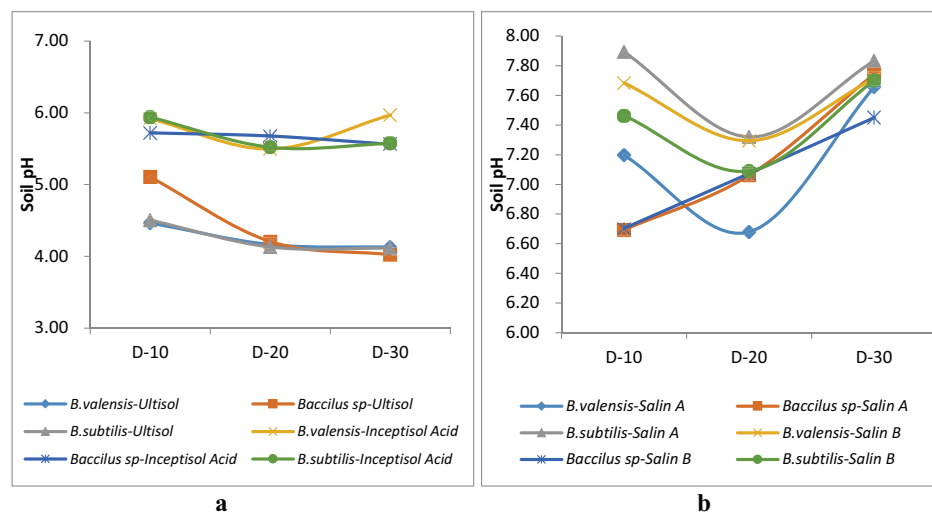 7.00
6.00
5.00
4.00
3.00
Soil pH
D-10 D-20 D-30
B.valensis-Ultisol Baccilus sp-Ultisol
B.subtilis-Ultisol B.valensis-Inceptisol Acid
Baccilus sp-Inceptisol Acid B.subtilis-Inceptisol Acid
a
8.00
7.80
7.60
7.40
7.20
7.00
6.80
6.60
6.40
6.20
6.00
Soil pH
D-10 D-20 D-30
B.valensis-Salin A Baccilus sp-Salin A
B.subtilis-Salin A B.valensis-Salin B
Baccilus sp-Salin B B.subtilis-Salin B
b